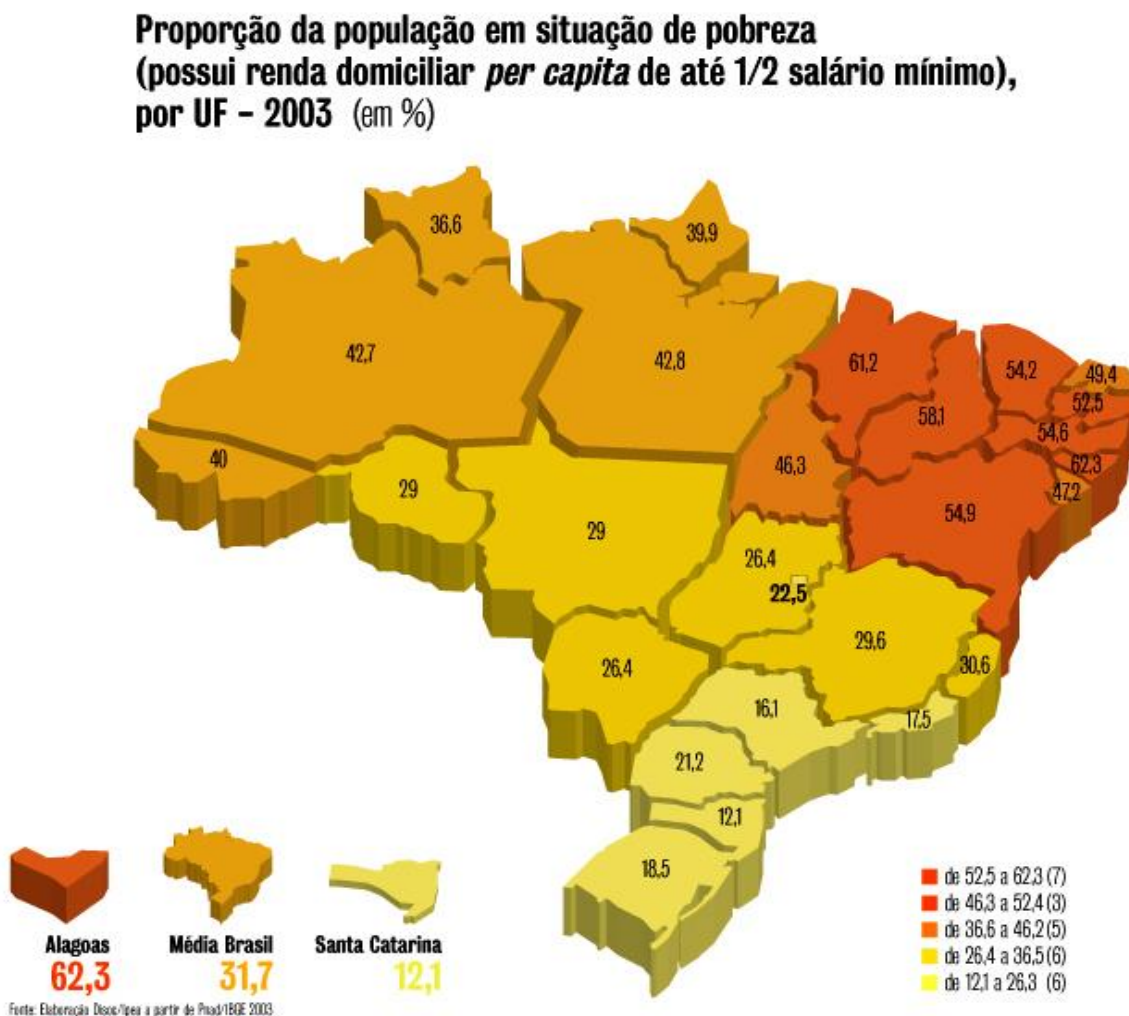 Proporção da população em situação de pobreza
(possui renda domiciliar per capita de até 1/2 salário mínimo),
por UF – 2003 (em %)
36,6
39,9
42,7
42,8
61,2
54,2
49,4
52,5
58,1
54,6
62,3
47,2
40
29
46,3
54,9
29
26,4
22,5
29,6
30,6
26,4
16,1
17,5
21,2
12,1
18,5
Alagoas
62,3
Média Brasil
31,7
Santa Catarina
12,1
de 52,5 a 62,3 (7)
de 46,3 a 52,4 (3)
de 36,6 a 46,2 (5)
de 26,4 a 36,5 (6)
de 12,1 a 26,3 (6)
Fonte: Elaboração Disoc/Ipea a partir de Pnad/IBGE 2003